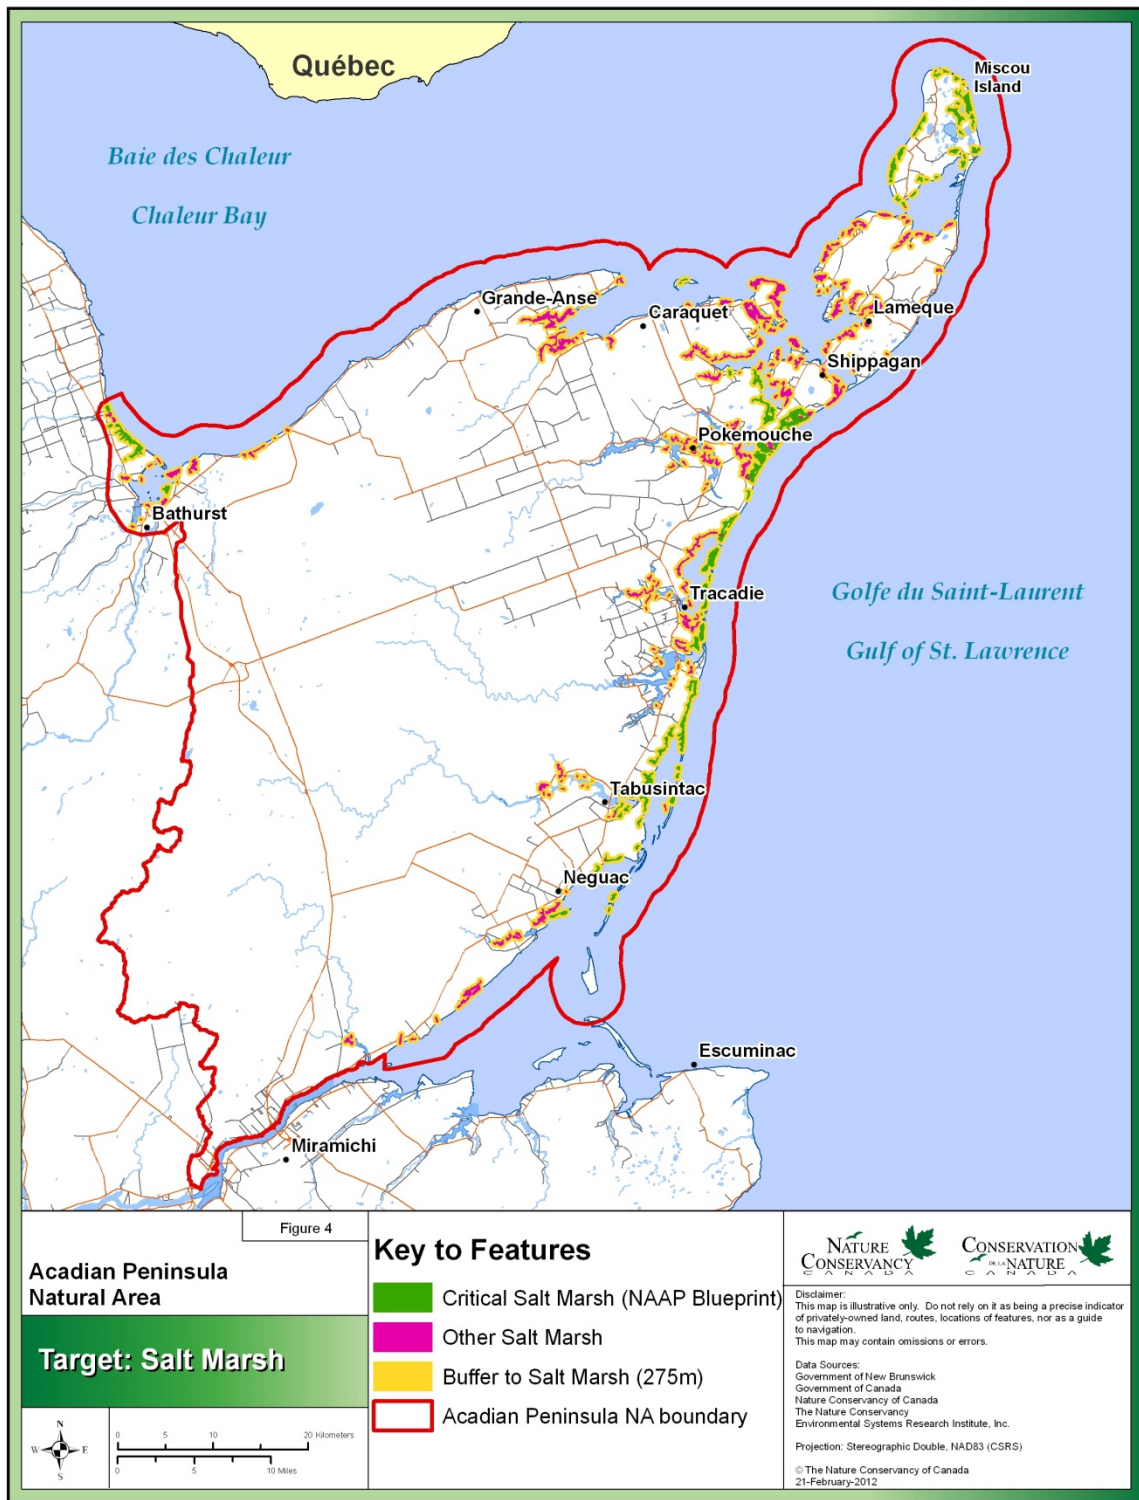 Québec
Miscou
Island
Baie des Chaleur
Chaleur Bay
Grande-Anse
Caraquet
Lameque
Shippagan
Pokemouche
Bathurst
Tracadie
Golfe du Saint-Laurent
Gulf of St. Lawrence
Tabusintac
Neguac
Escuminac
Miramichi
Figure 4
Acadian Peninsula
Natural Area
Target: Salt Marsh
N
W E
S
0 5 10 20 Kilometers
0 5 10 Miles
Key to Features
Critical Salt Marsh (NAAP Blueprint)
Other Salt Marsh
Buffer to Salt Marsh (275m)
Acadian Peninsula NA boundary
NATURE
CONSERVANCY
CANADA
CONSERVATION
DE LA NATURE
CANADA
Disclaimer:
This map is illustrative only. Do not rely on it as being a precise indicator
of privately-owned land, routes, locations of features, nor as a guide
to navigation.
This map may contain omissions or errors.
Data Sources:
Government of New Brunswick
Government of Canada
Nature Conservancy of Canada
The Nature Conservancy
Environmental Systems Research Institute, Inc.
Projection: Stereographic Double, NAD83 (CSRS)
© The Nature Conservancy of Canada
21-February-2012